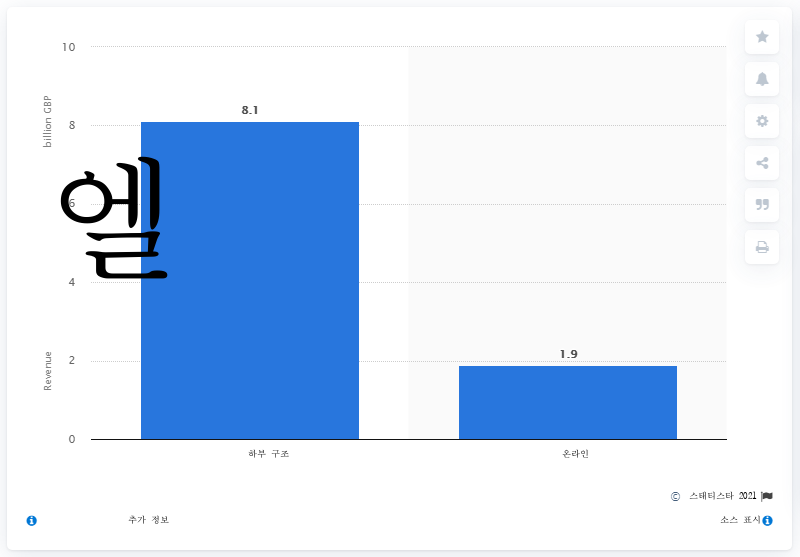 10
billion GBP
8.1
8
엘
6
4
1.9
2
Revenue
0
하부 구조
온라인
© 스태티스타 2021
추가 정보
소스 표시